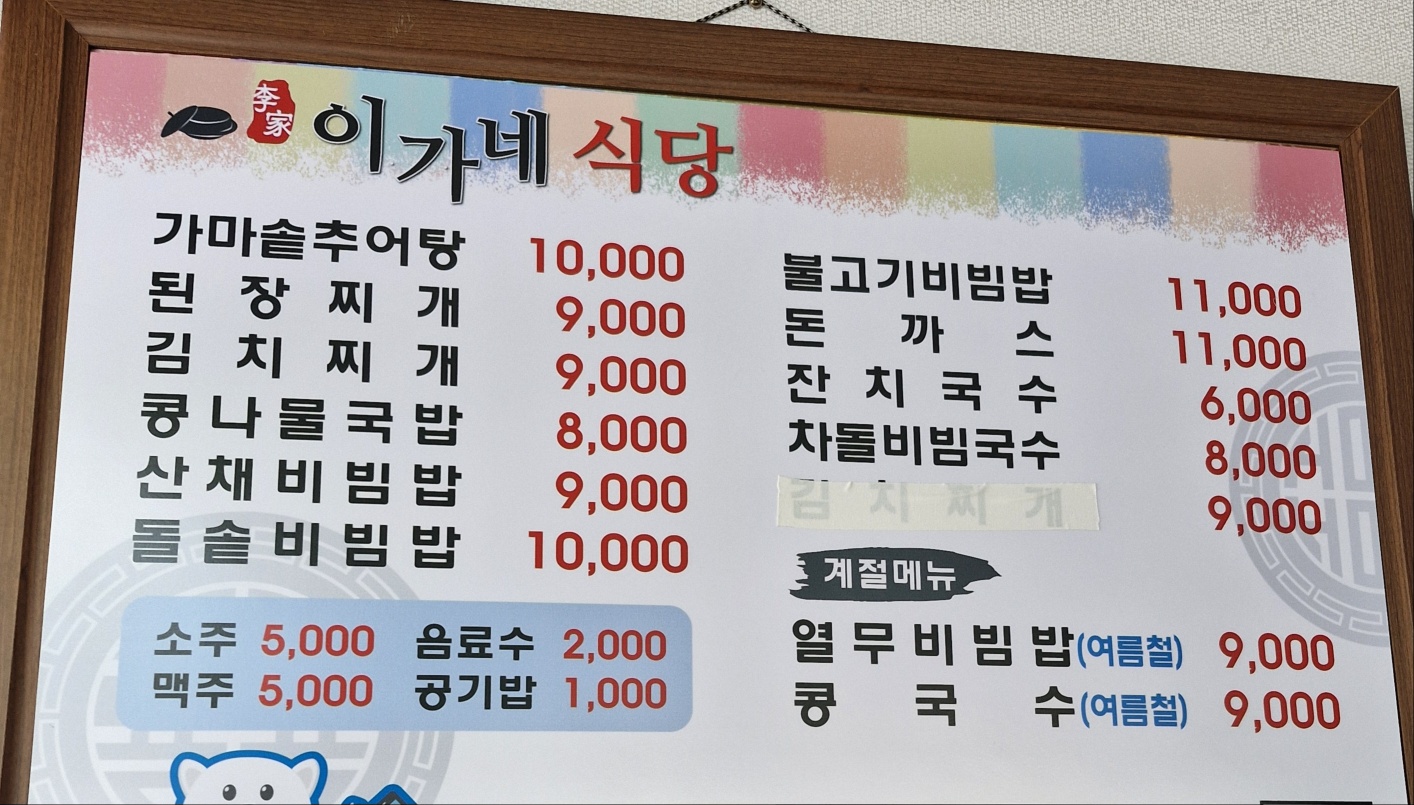 李家 이가네 식당
가마솥추어탕 10,000
된장찌개 9,000
김치찌개 9,000
콩나물국밥 8,000
산채비빔밥 9,000
돌솥비빔밥 10,000
소주 5,000 음료수 2,000
맥주 5,000 공기밥 1,000
불고기비빔밥 11,000
돈까스 11,000
잔치국수 6,000
차돌비빔국수 8,000
김치찌개 9,000
계절메뉴
열무비빔밥(여름철) 9,000
콩국수(여름철) 9,000